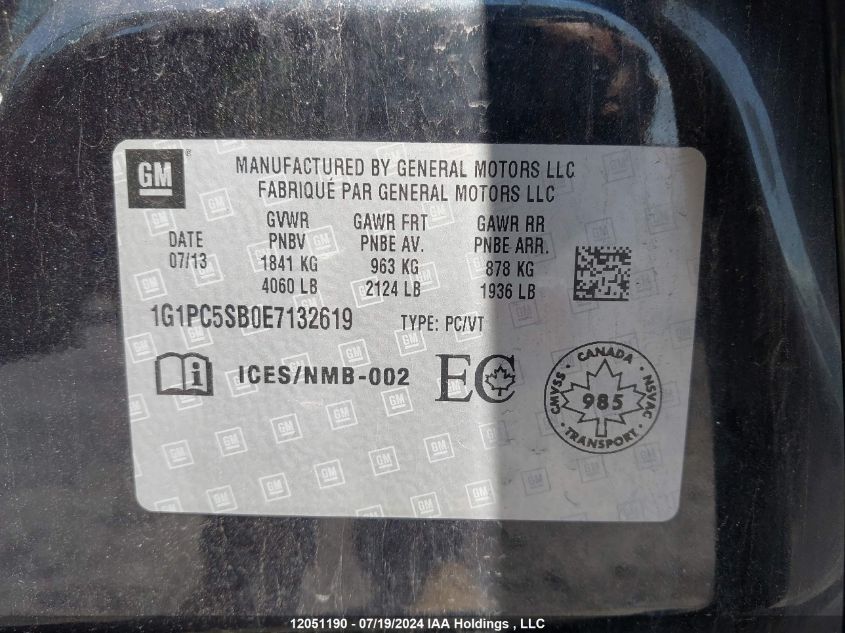 GM ® MANUFACTURED BY GENERAL MOTORS LLC
FABRIQUÉ PAR GENERAL MOTORS LLC
GVWR GAWR FRT GAWR RR
DATE PNBV PNBE AV. PNBE ARR.
07/13 1841 KG 963 KG 878 KG
4060 LB 2124 LB 1936 LB
1G1PC5SB0E7132619 TYPE: PC/VT
i ICES/NMB-002 EC
CANADA
CMVSS 985 NSVAC
TRANSPORT
12051190 - 07/19/2024 IAA Holdings , LLC